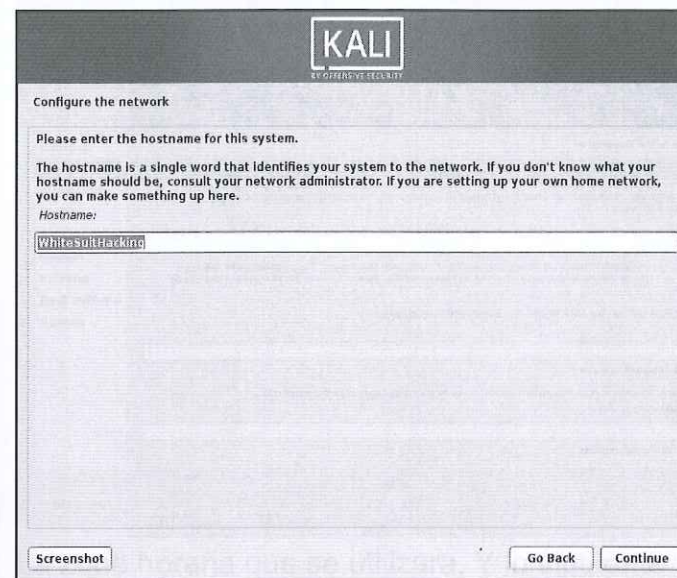 KALI
BY OFFENSIVE SECURITY
Configure the network
Please enter the hostname for this system.
The hostname is a single word that identifies your system to the network. If you don't know what your
hostname should be, consult your network administrator. If you are setting up your own home network,
you can make something up here.
Hostname:
WhiteSuitHacking
Screenshot
Go Back
Continue